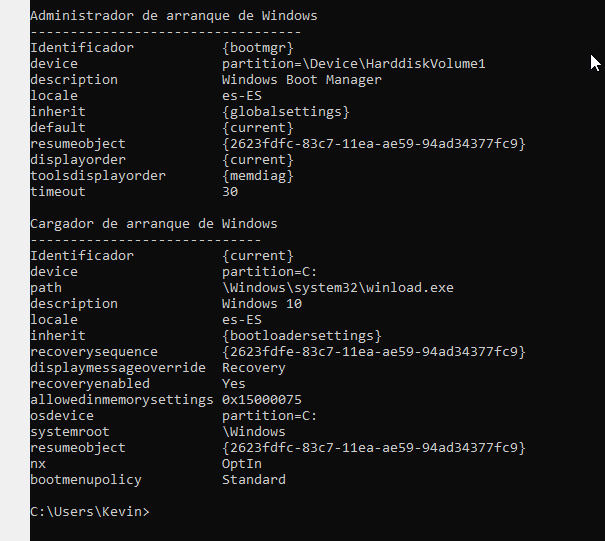 Administrador de arranque de Windows
----------------------------------
Identificador           {bootmgr}
device                  partition=\Device\HarddiskVolume1
description             Windows Boot Manager
locale                  es-ES
inherit                 {globalsettings}
default                 {current}
resumeobject            {2623fdfc-83c7-11ea-ae59-94ad34377fc9}
displayorder            {current}
toolsdisplayorder       {memdiag}
timeout                 30

Cargador de arranque de Windows
-----------------------------
Identificador           {current}
device                  partition=C:
path                    \Windows\system32\winload.exe
description             Windows 10
locale                  es-ES
inherit                 {bootloadersettings}
recoverysequence        {2623fdfe-83c7-11ea-ae59-94ad34377fc9}
displaymessageoverride  Recovery
recoveryenabled         Yes
allowedinmemorysettings 0x15000075
osdevice                partition=C:
systemroot              \Windows
resumeobject            {2623fdfc-83c7-11ea-ae59-94ad34377fc9}
nx                      OptIn
bootmenupolicy          Standard

C:\Users\Kevin>